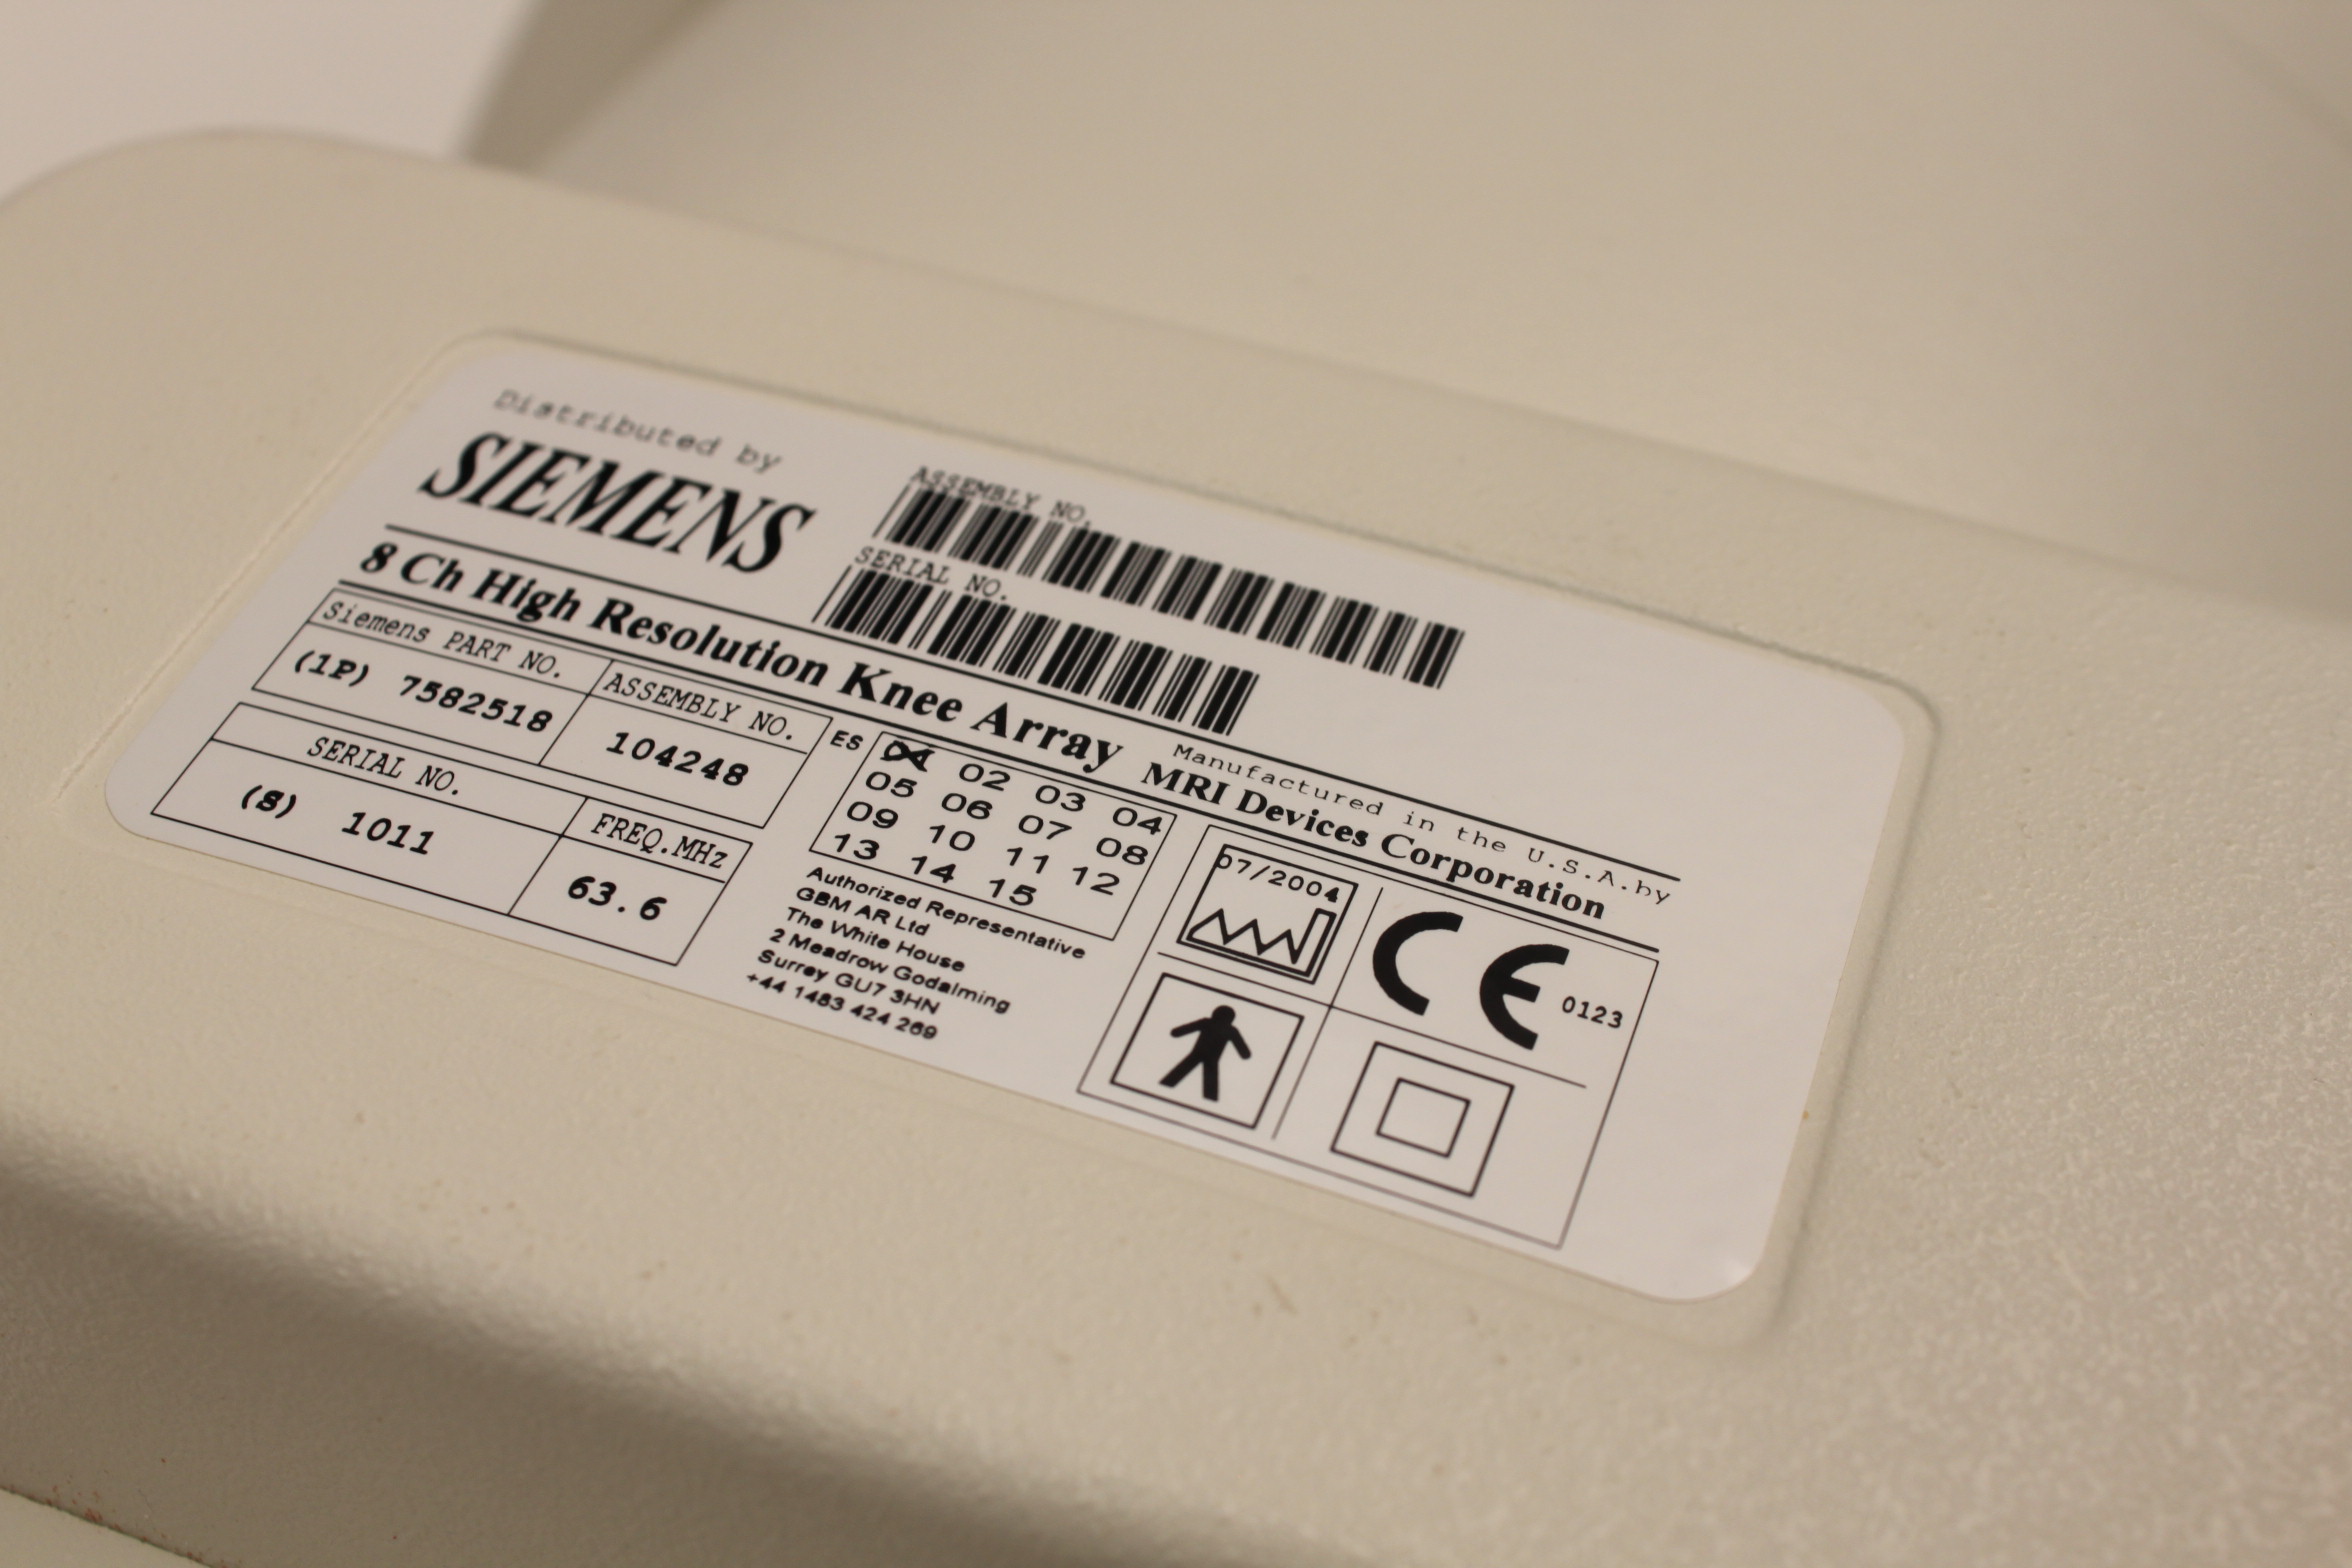 Distributed by
SIEMENS
ASSEMBLY NO.
SERIAL NO.
8 Ch High Resolution Knee Array
Manufactured in the U.S.A.by
MRI Devices Corporation
Siemens PART NO.
ASSEMBLY NO.
(1P) 7582518
104248
SERIAL NO.
FREQ.MHz
(S) 1011
63.6
ES
02 03 04
05 06 07 08
09 10 11 12
13 14 15
Authorized Representative
GBM AR Ltd
The White House
2 Meadrow Godalming
Surrey GU7 3HN
+44 1483 424 269
07/2004
CE 0123